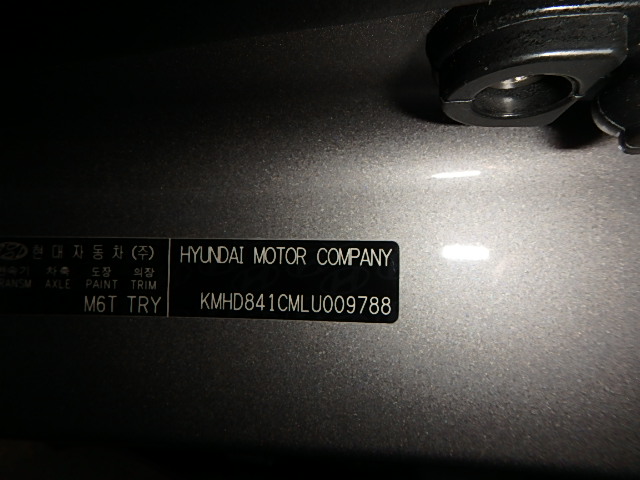 현대자동차(주)
변속기 차축 도장 의장
TRANSM AXLE PAINT TRIM
M6T TRY
HYUNDAI MOTOR COMPANY
KMHD841CMLU009788